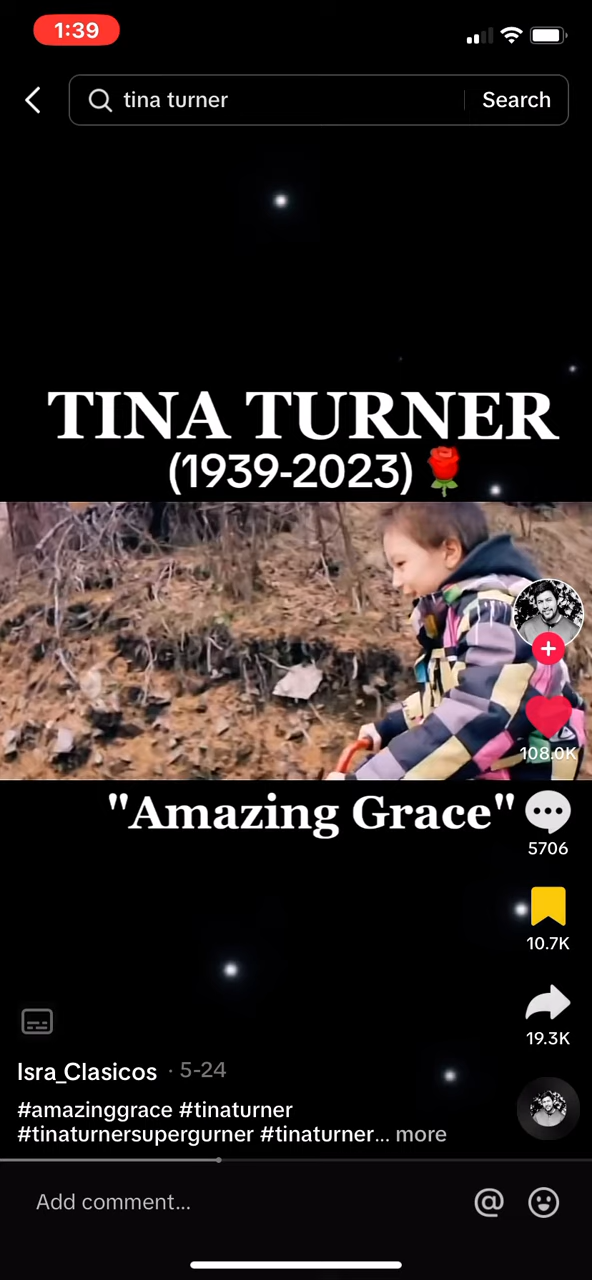 1:39
tina turner
Search
TINA TURNER
(1939-2023)🌹
"Amazing Grace"
108.0K
5706
10.7K
19.3K
Isra_Clasicos · 5-24
#amazinggrace #tinaturner
#tinaturnersupergurner #tinaturner... more
Add comment...